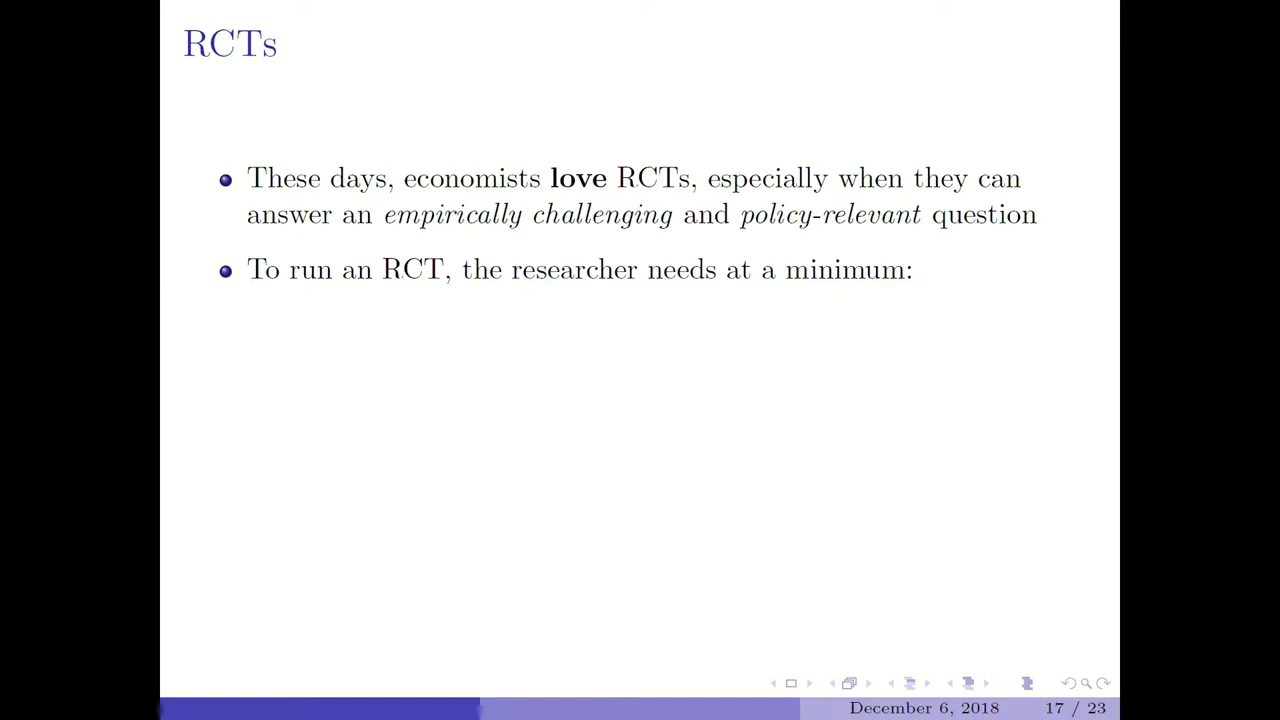 RCTs
These days, economists love RCTs, especially when they can
answer an empirically challenging and policy-relevant question
To run an RCT, the researcher needs at a minimum:
December 6, 2018 17 / 23